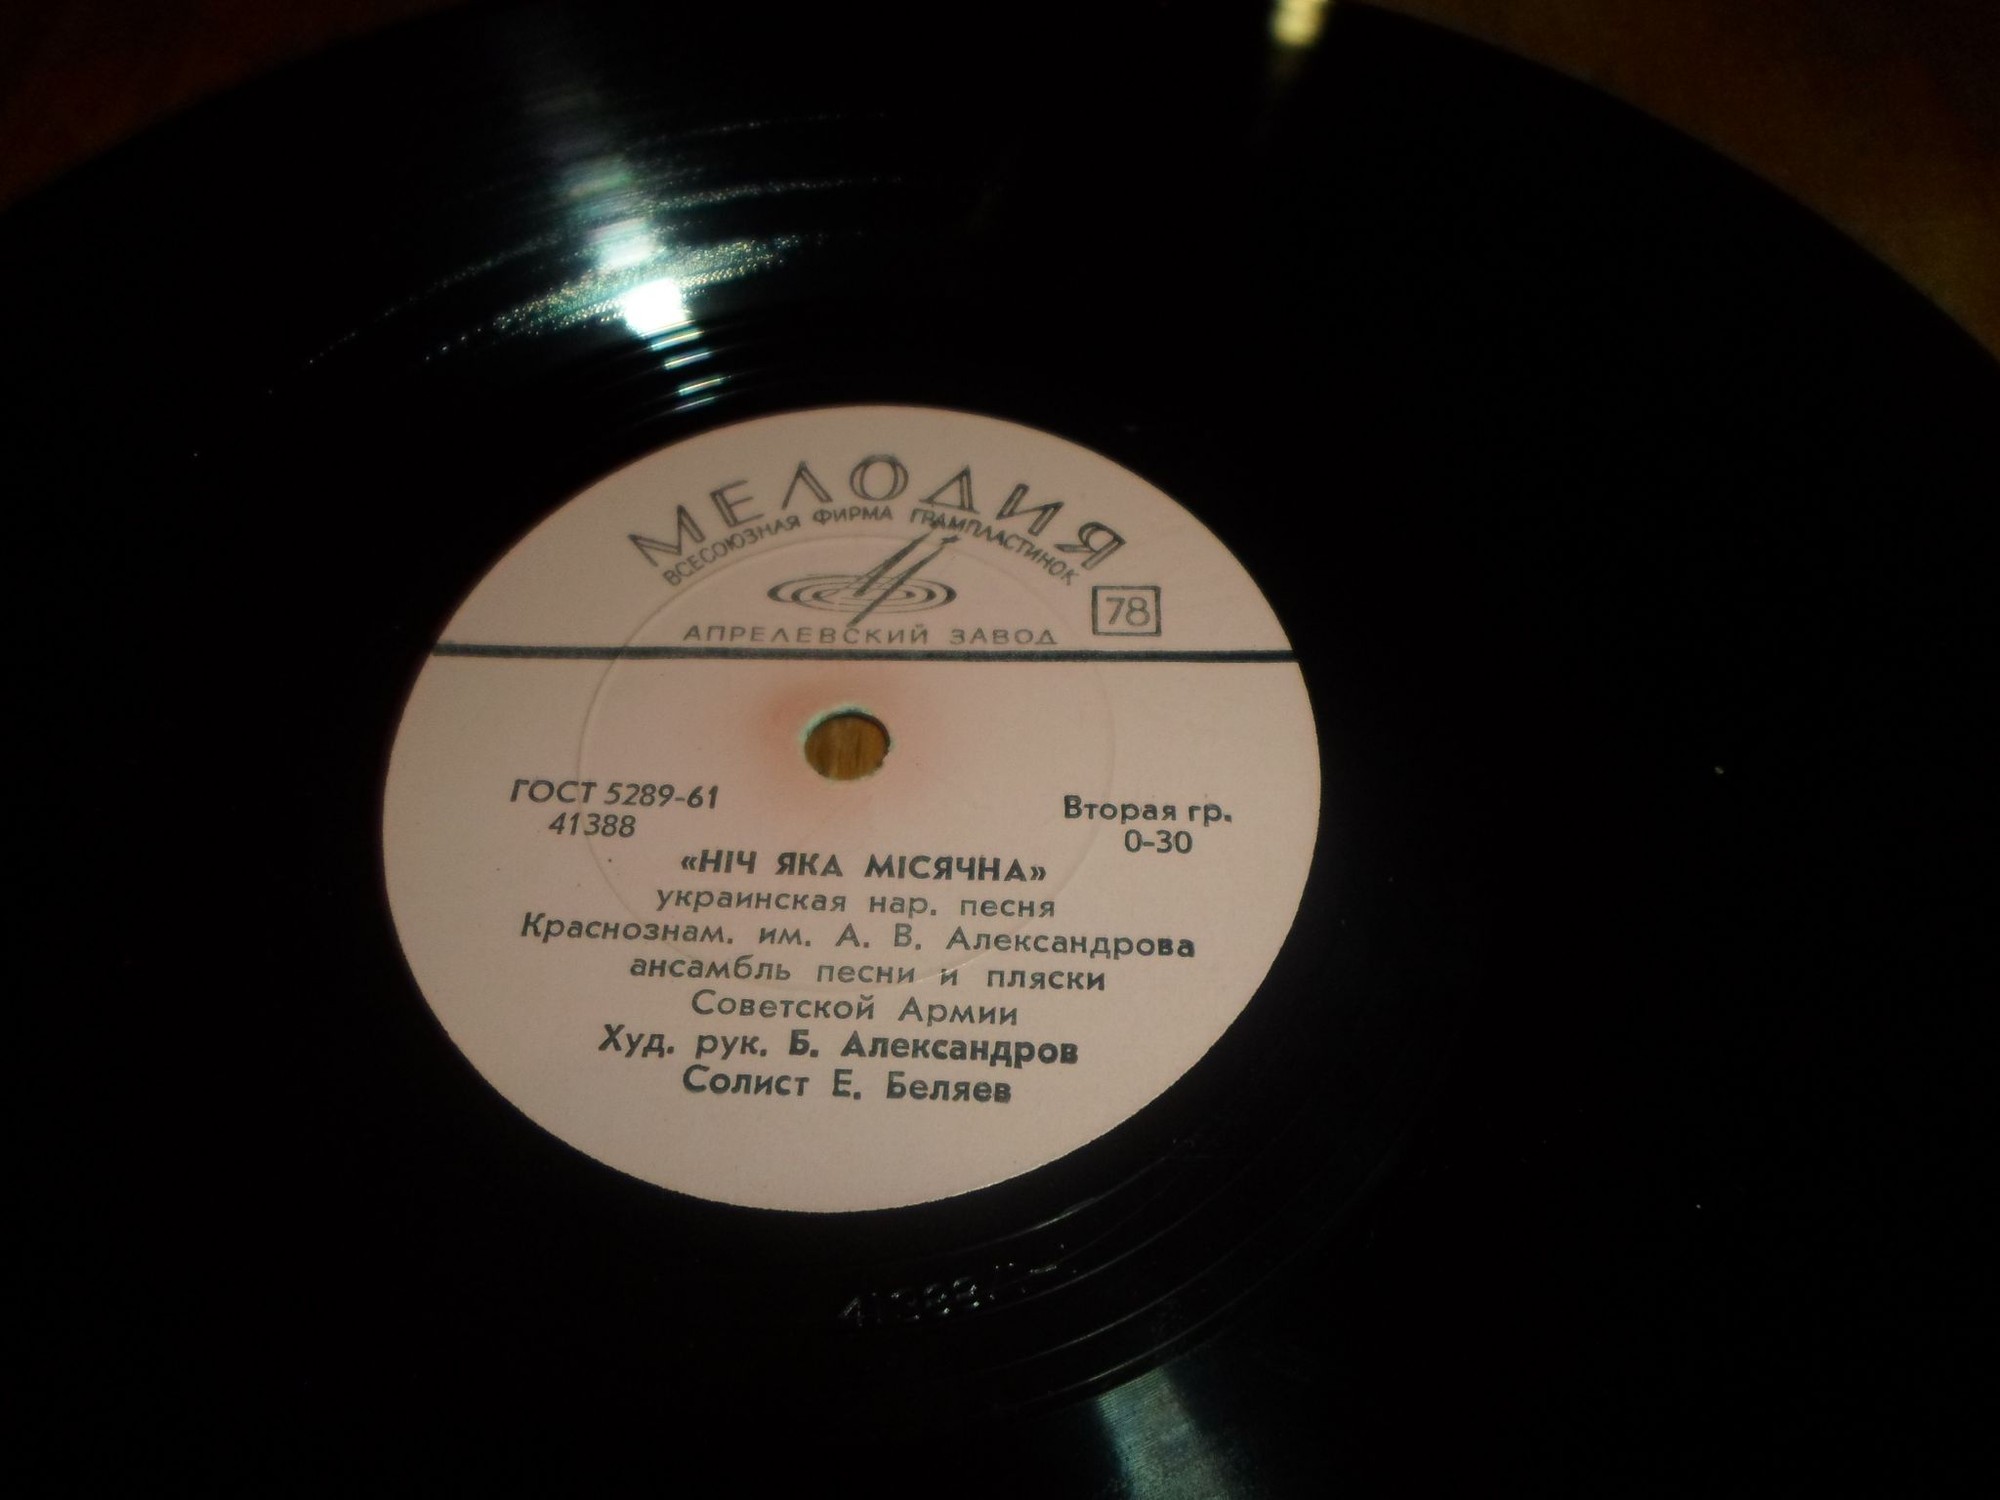 МЕЛОДИЯ
ВСЕСОЮЗНАЯ ФИРМА ГРАМПЛАСТИНОК
78
АПРЕЛЕВСКИЙ ЗАВОД
ГОСТ 5289-61
41388
Вторая гр.
0-30
«НІЧ ЯКА МІСЯЧНА»
украинская нар. песня
Краснознам. им. А. В. Александрова
ансамбль песни и пляски
Советской Армии
Худ. рук. Б. Александров
Солист Е. Беляев